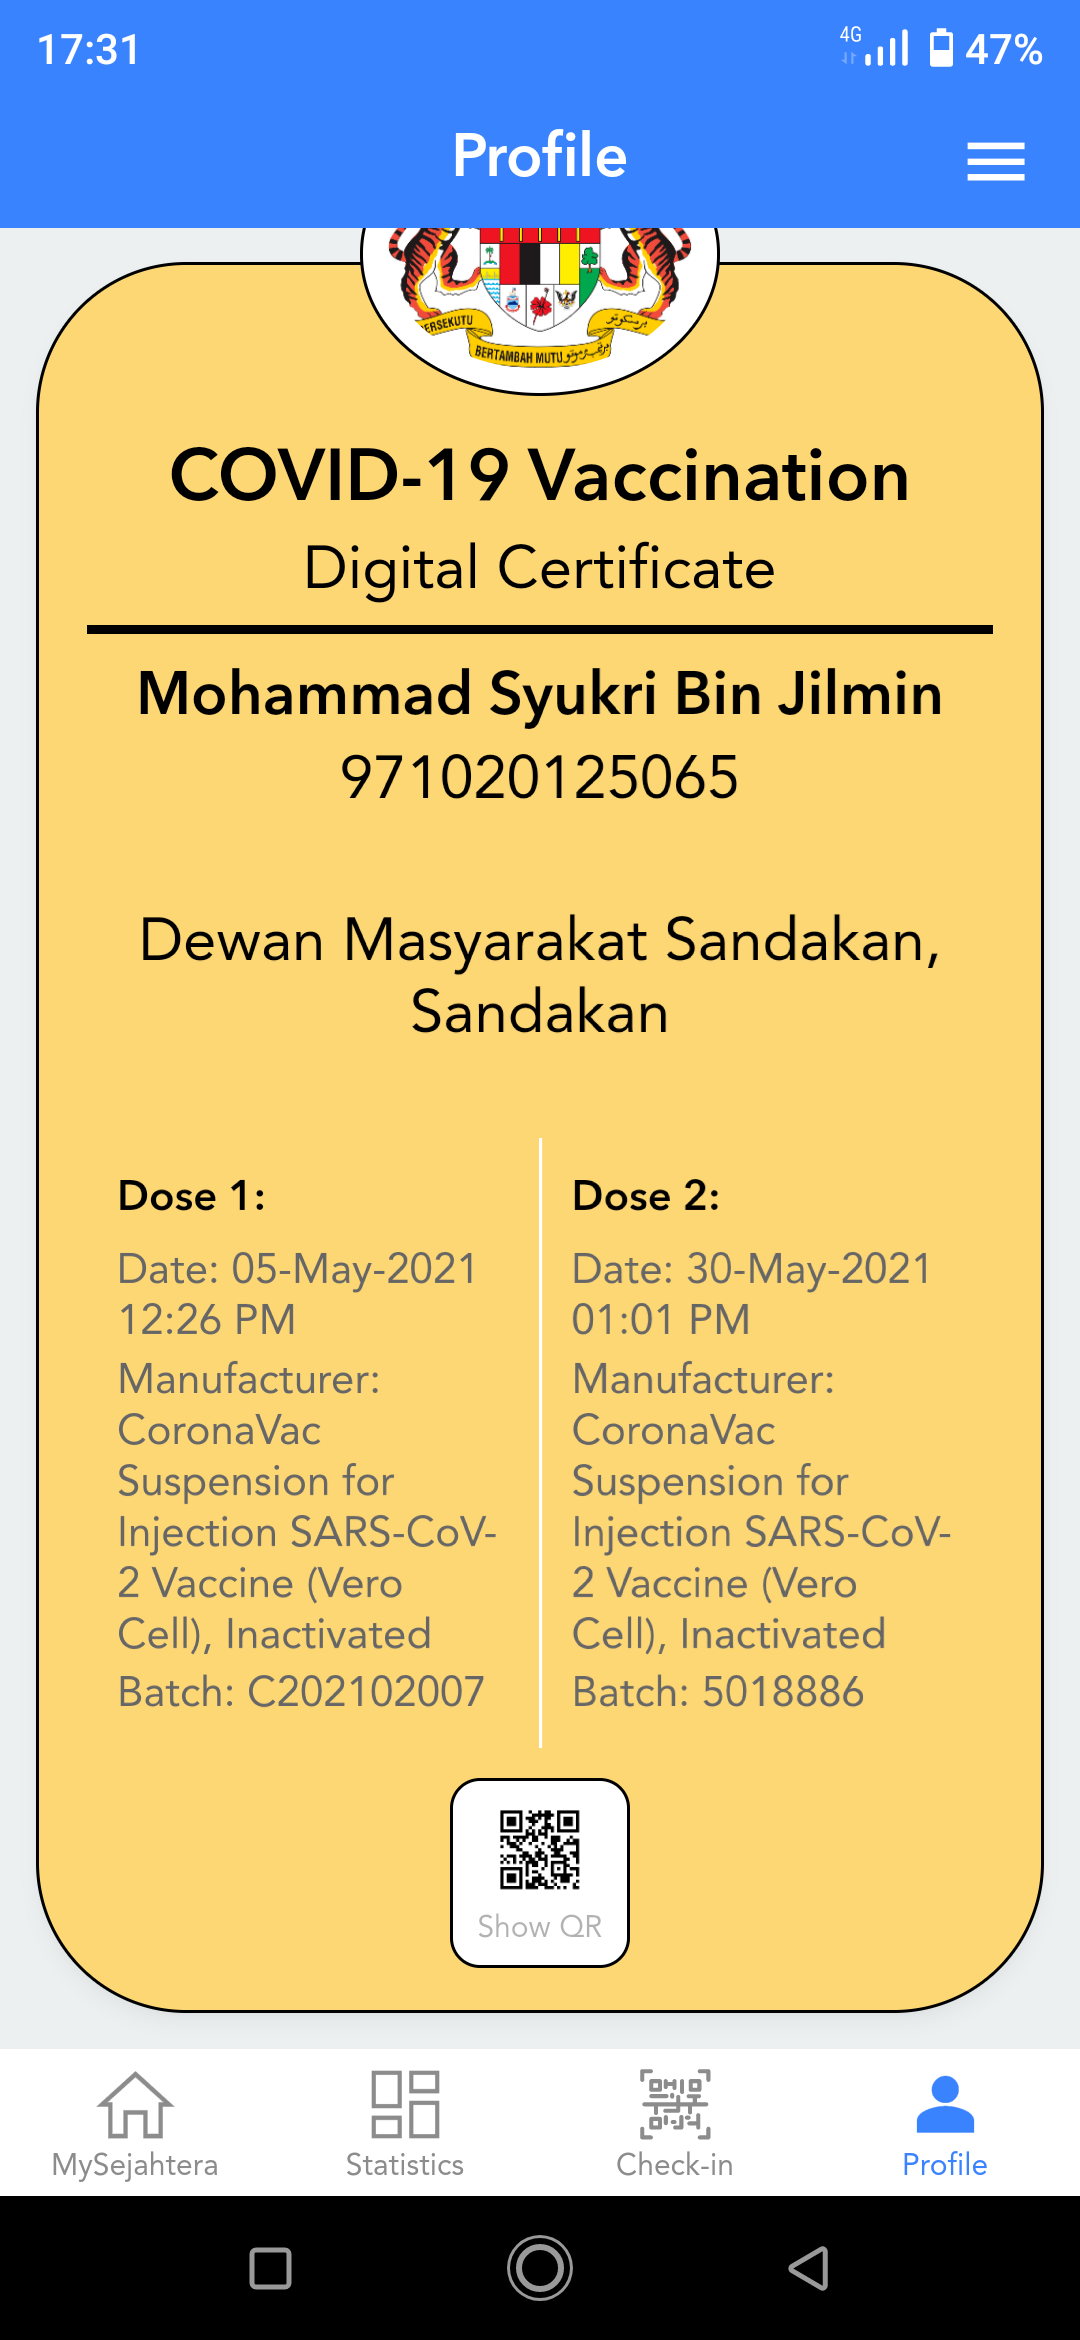 17:31
4G
47%
Profile
ERSEKUTU
BERTAMBAH MUTU
COVID-19 Vaccination
Digital Certificate
Mohammad Syukri Bin Jilmin
971020125065
Dewan Masyarakat Sandakan,
Sandakan
Dose 1:
Date: 05-May-2021
12:26 PM
Manufacturer:
CoronaVac
Suspension for
Injection SARS-CoV-
2 Vaccine (Vero
Cell), Inactivated
Batch: C202102007
Dose 2:
Date: 30-May-2021
01:01 PM
Manufacturer:
CoronaVac
Suspension for
Injection SARS-CoV-
2 Vaccine (Vero
Cell), Inactivated
Batch: 5018886
Show QR
MySejahtera
Statistics
Check-in
Profile